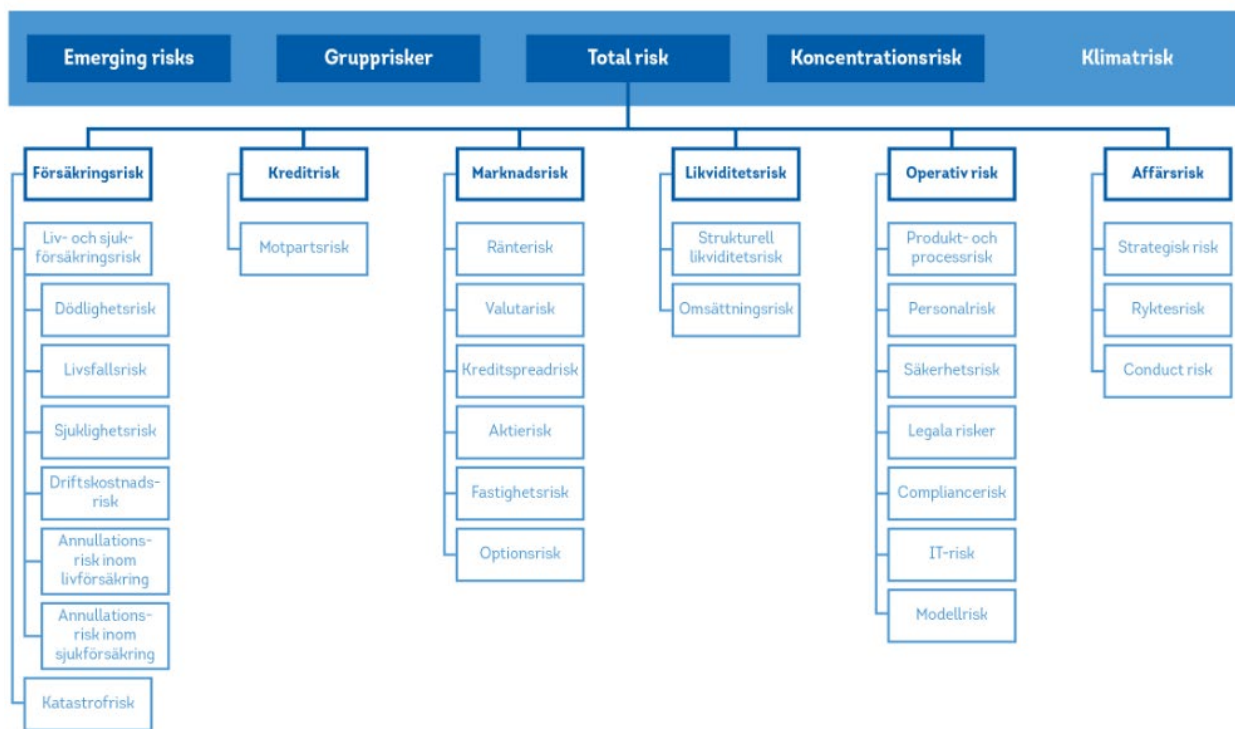 Emerging risks
Grupprisker
Total risk
Koncentrationsrisk
Klimatrisk
Försäkringsrisk
Liv- och sjuk-
försäkringsrisk
Dödlighetsrisk
Livsfallsrisk
Sjuklighetsrisk
Driftskostnads-
risk
Annullations-
risk inom
livförsäkring
Annullations-
risk inom
sjukförsäkring
Katastrofrisk
Kreditrisk
Motpartsrisk
Marknadsrisk
Ränterisk
Valutarisk
Kreditspreadrisk
Aktierisk
Fastighetsrisk
Optionsrisk
Likviditetsrisk
Strukturell
likviditetsrisk
Omsättningsrisk
Operativ risk
Produkt- och
processrisk
Personalrisk
Säkerhetsrisk
Legala risker
Compliancerisk
IT-risk
Modellrisk
Affärsrisk
Strategisk risk
Ryktesrisk
Conduct risk